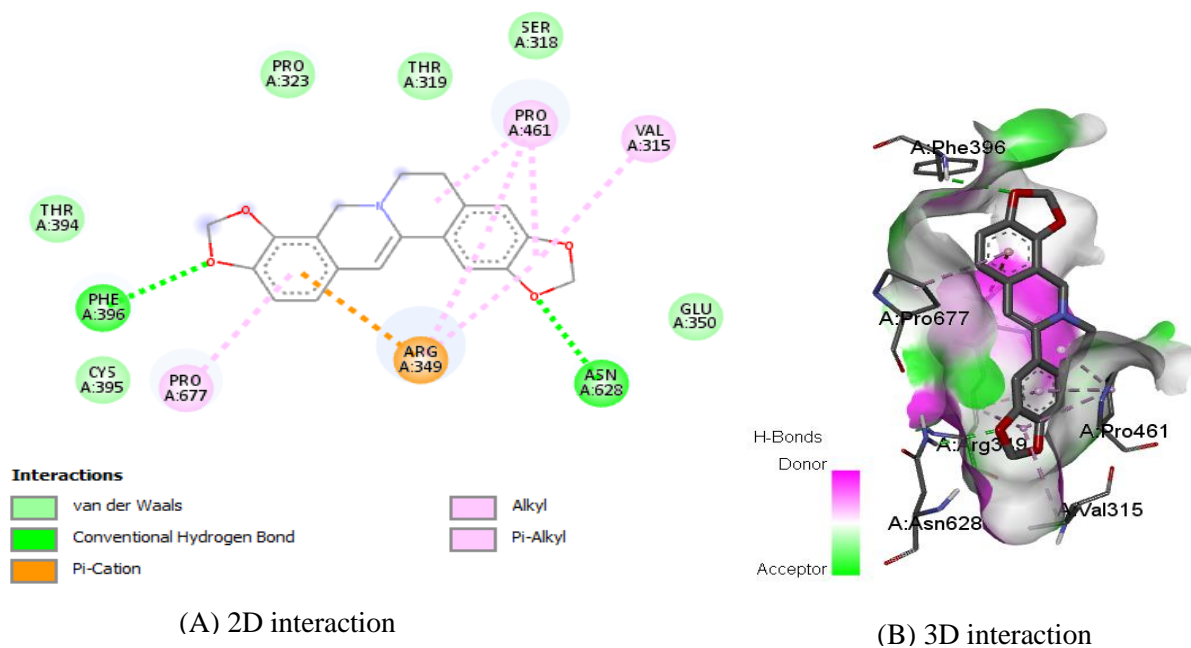 SER
A:318
PRO
A:323
THR
A:319
PRO
A:461
VAL
A:315
THR
A:394
N
O
O
O
O
PHE
A:396
GLU
A:350
CYS
A:395
PRO
A:677
ARG
A:349
ASN
A:628
Interactions
van der Waals
Conventional Hydrogen Bond
Pi-Cation
Alkyl
Pi-Alkyl
(A) 2D interaction
A:Phe396
A:Pro677
A:Pro461
A:Arg349
A:Val315
A:Asn628
H-Bonds
Donor
Acceptor
(B) 3D interaction